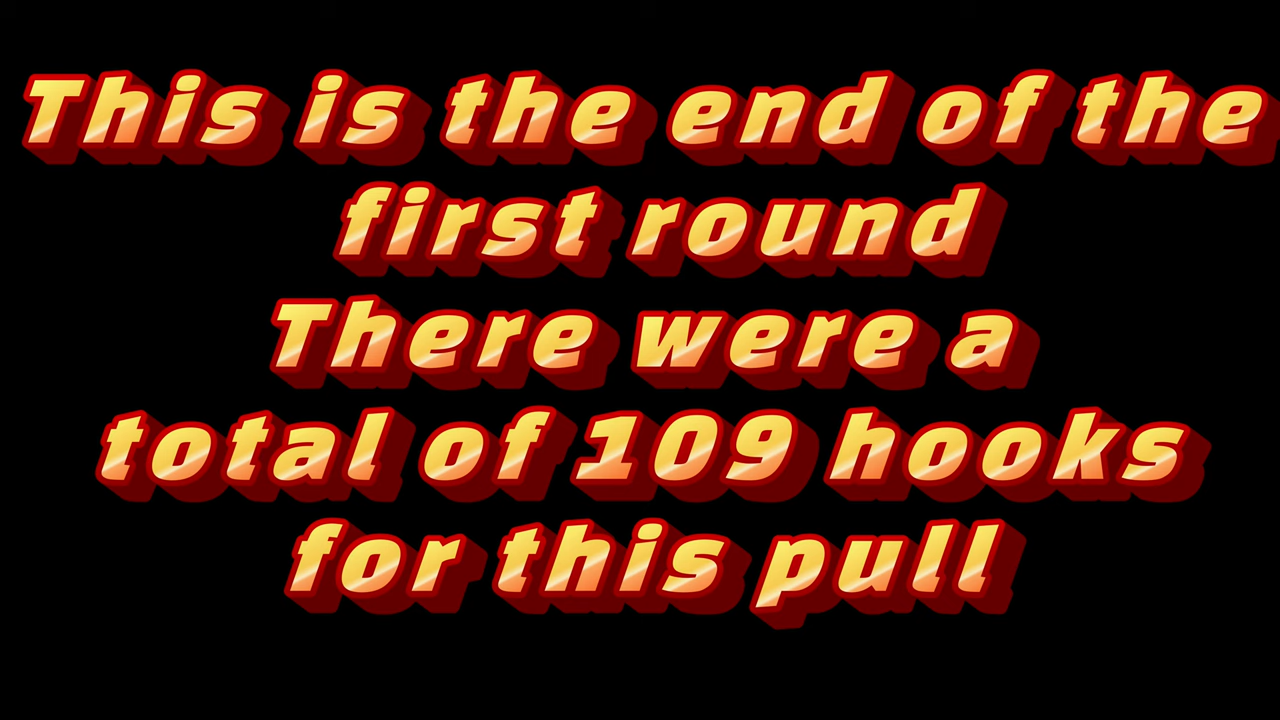 This is the end of the
first round
There were a
total of 109 hooks
for this pull